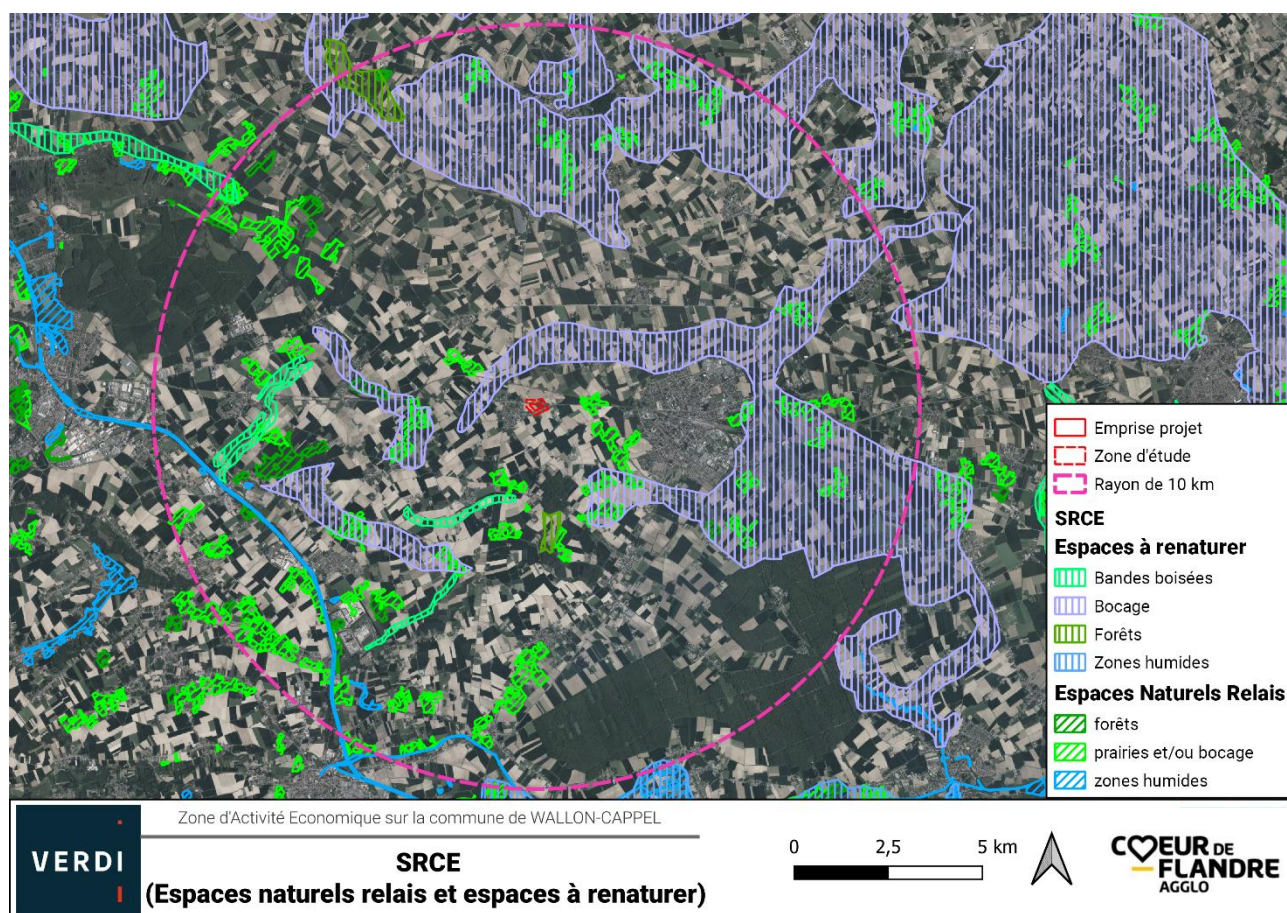 Emprise projet
Zone d'étude
Rayon de 10 km
SRCE
Espaces à renaturer
Bandes boisées
Bocage
Forêts
Zones humides
Espaces Naturels Relais
forêts
prairies et/ou bocage
zones humides
VERDI
Zone d'Activité Economique sur la commune de WALLON-CAPPEL
SRCE
(Espaces naturels relais et espaces à renaturer)
0 2,5 5 km
CŒUR DE
FLANDRE
AGGLO